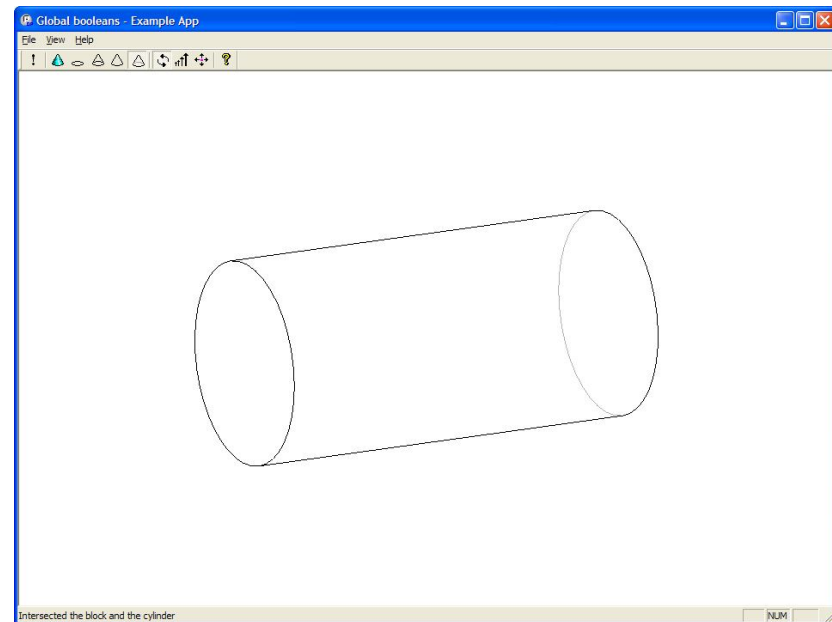 Global booleans - Example App
File View Help
Intersected the block and the cylinder
NUM